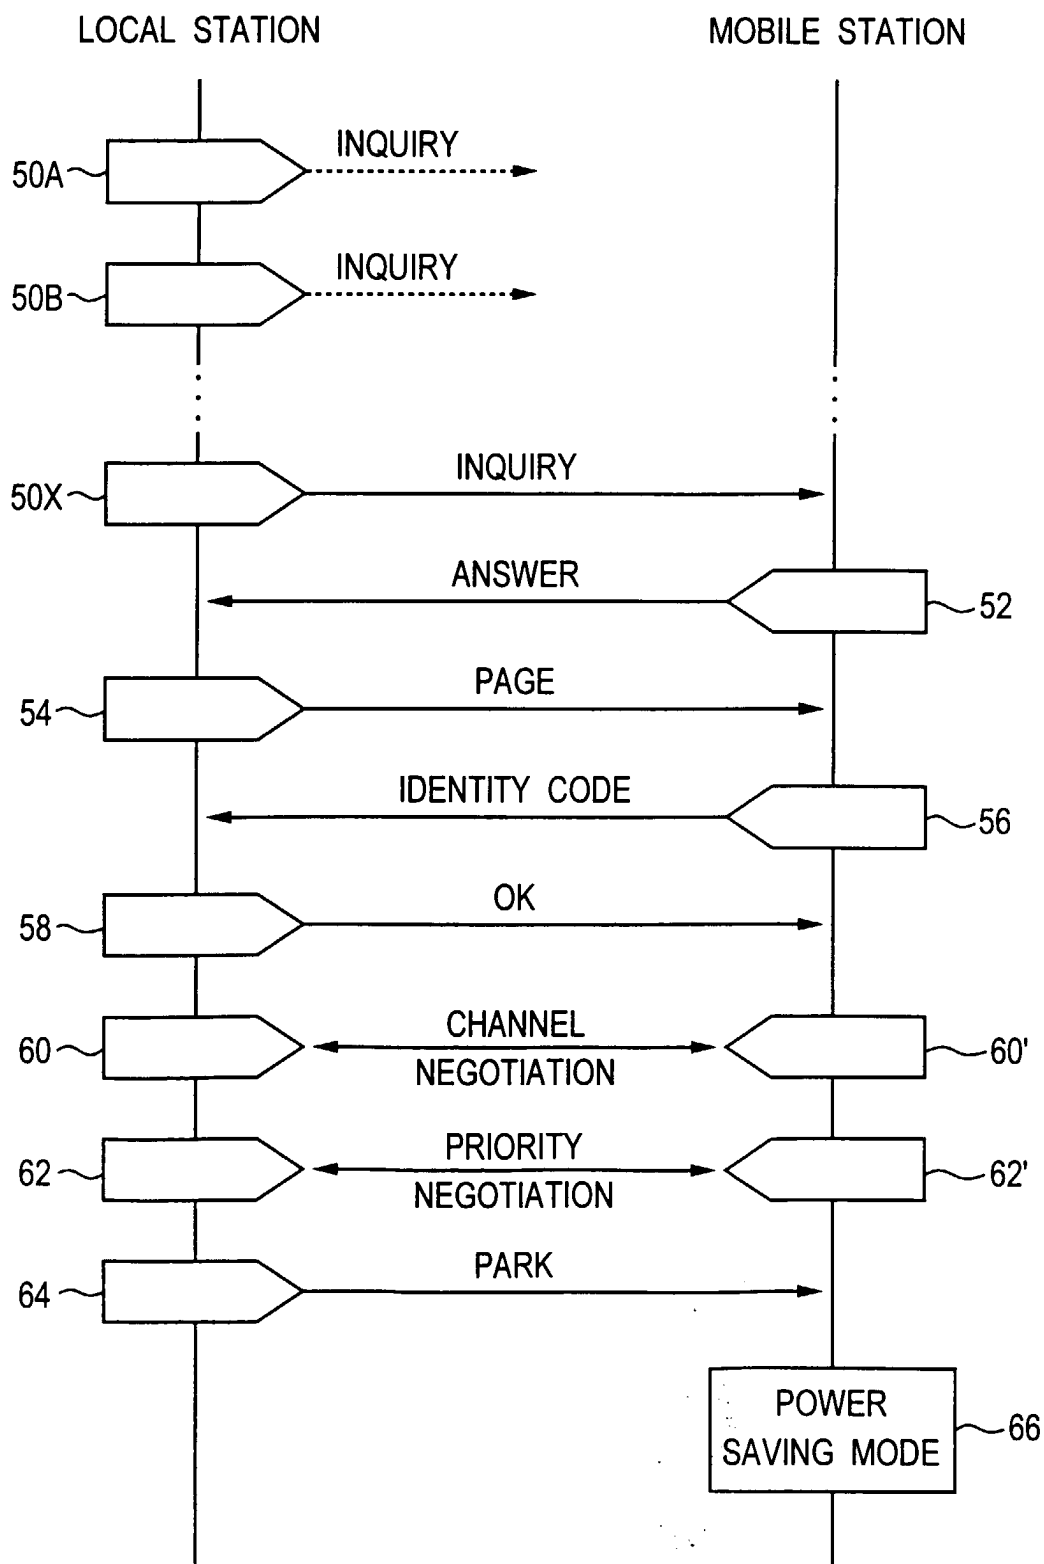 LOCAL STATION
MOBILE STATION
INQUIRY
50A
INQUIRY
50B
INQUIRY
50X
ANSWER
52
PAGE
54
IDENTITY CODE
56
OK
58
CHANNEL
NEGOTIATION
60
60'
PRIORITY
NEGOTIATION
62
62'
PARK
64
POWER
SAVING MODE
66